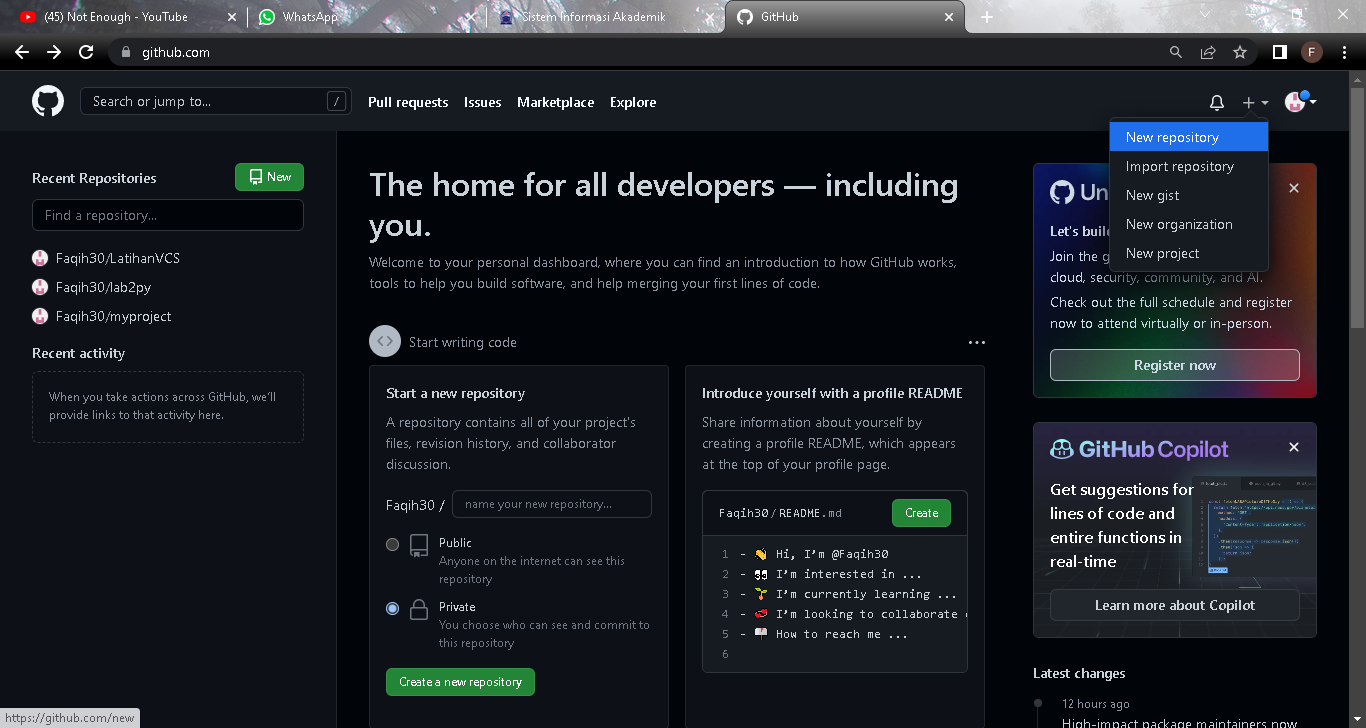 (45) Not Enough - YouTube
WhatsApp
Sistem Informasi Akademik
GitHub
github.com
F
Search or jump to...
/
Pull requests
Issues
Marketplace
Explore
New repository
Import repository
New gist
New organization
New project
Recent Repositories
New
Find a repository...
Faqih30/LatihanVCS
Faqih30/lab2py
Faqih30/myproject
Recent activity
When you take actions across GitHub, we'll
provide links to that activity here.
The home for all developers — including
you.
Welcome to your personal dashboard, where you can find an introduction to how GitHub works,
tools to help you build software, and help merging your first lines of code.
Start writing code
Start a new repository
A repository contains all of your project's
files, revision history, and collaborator
discussion.
Faqih30 /
name your new repository...
Public
Anyone on the internet can see this
repository
Private
You choose who can see and commit to
this repository
Create a new repository
Introduce yourself with a profile README
Share information about yourself by
creating a profile README, which appears
at the top of your profile page.
Faqih30/README.md
Create
1 - 👋 Hi, I'm @Faqih30
2 - 👀 I'm interested in ...
3 - 🌱 I'm currently learning ...
4 - 💞️ I'm looking to collaborate
5 - 📫 How to reach me ...
6
Un
Let's buil
Join the g
cloud, security, community, and AI.
Check out the full schedule and register
now to attend virtually or in-person.
Register now
GitHub Copilot
Get suggestions for
lines of code and
entire functions in
real-time
Learn more about Copilot
Latest changes
12 hours ago
High-impact package maintainers now
https://github.com/new